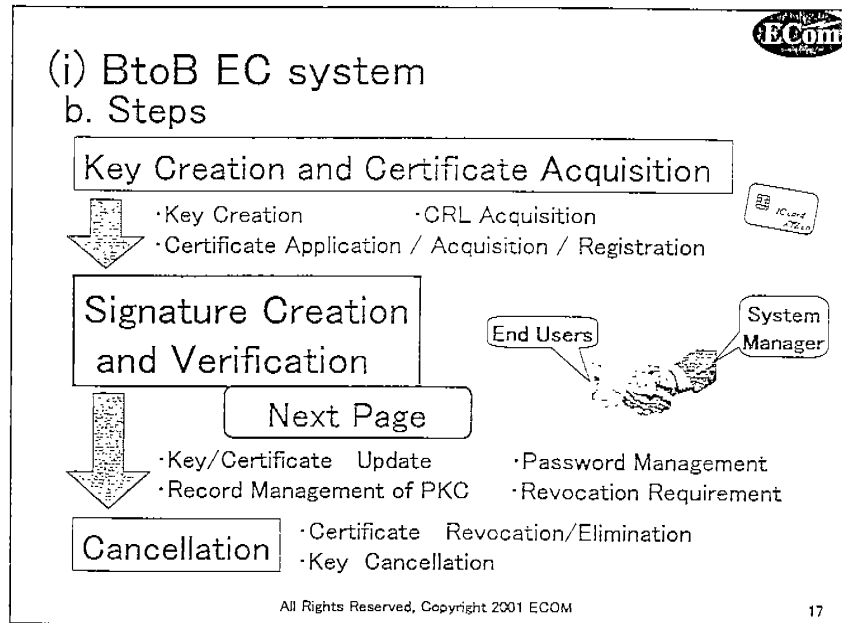 ECom
(i) BtoB EC system
b. Steps
Key Creation and Certificate Acquisition
・Key Creation ・CRL Acquisition
・Certificate Application / Acquisition / Registration
IC card
Signature Creation
and Verification
End Users
System
Manager
Next Page
・Key/Certificate Update ・Password Management
・Record Management of PKC ・Revocation Requirement
Cancellation
・Certificate Revocation/Elimination
・Key Cancellation
All Rights Reserved, Copyright 2001 ECOM
17